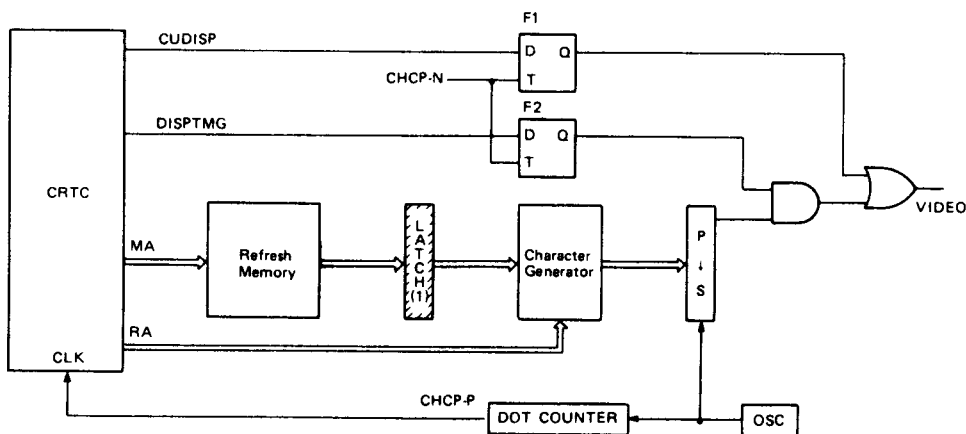 F1
CUDISP
D Q
T
CHCP-N
F2
DISPTMG
D Q
T
CRTC
VIDEO
MA
Refresh
Memory
LATCH
(1)
Character
Generator
P
↓
S
RA
CLK
CHCP-P
DOT COUNTER
OSC